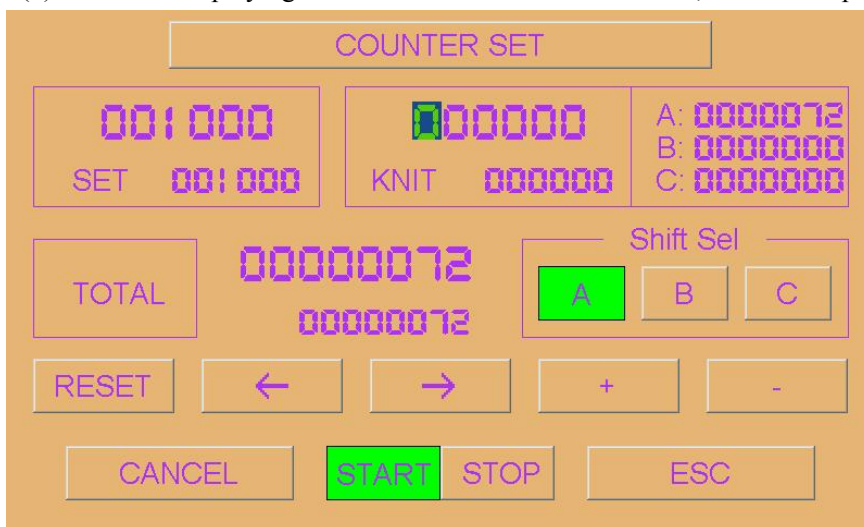 COUNTER SET
001000 000000 A: 0000072
B: 0000000
SET 001000 KNIT 000000 C: 0000000
Shift Sel
TOTAL 00000072 A B C
00000072
RESET ← → + -
CANCEL START STOP ESC